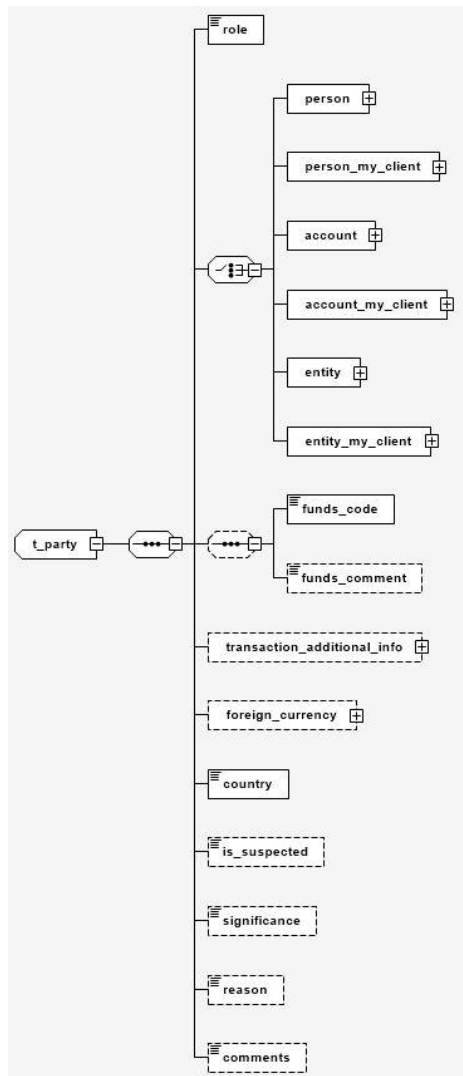 role
person
person_my_client
account
account_my_client
entity
entity_my_client
t_party
funds_code
funds_comment
transaction_additional_info
foreign_currency
country
is_suspected
significance
reason
comments